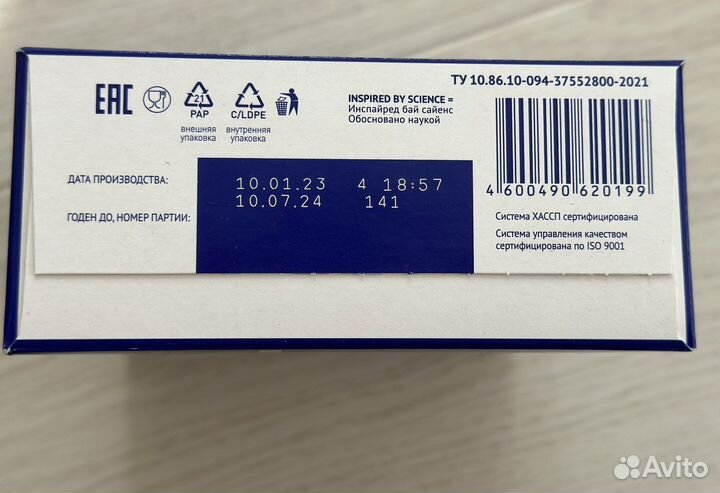 ТУ 10.86.10-094-37552800-2021
EAC
21
PAP
C/LDPE
внешняя
упаковка
внутренняя
упаковка
INSPIRED BY SCIENCE =
Инспайред бай сайенс
Обосновано наукой
ДАТА ПРОИЗВОДСТВА:
10.01.23 4 18:57
ГОДЕН ДО, НОМЕР ПАРТИИ:
10.07.24 141
4 600490 620199
Система ХАССП сертифицирована
Система управления качеством
сертифицирована по ISO 9001
Avito